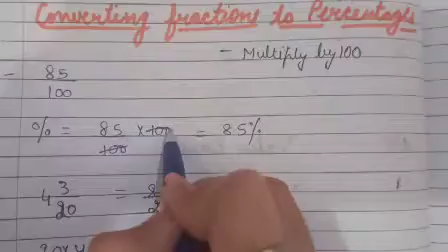 Converting fractions to Percentages
- Multiply by 100
- 85/100
% = 85/100 × 100 = 85%
4 3/20 =